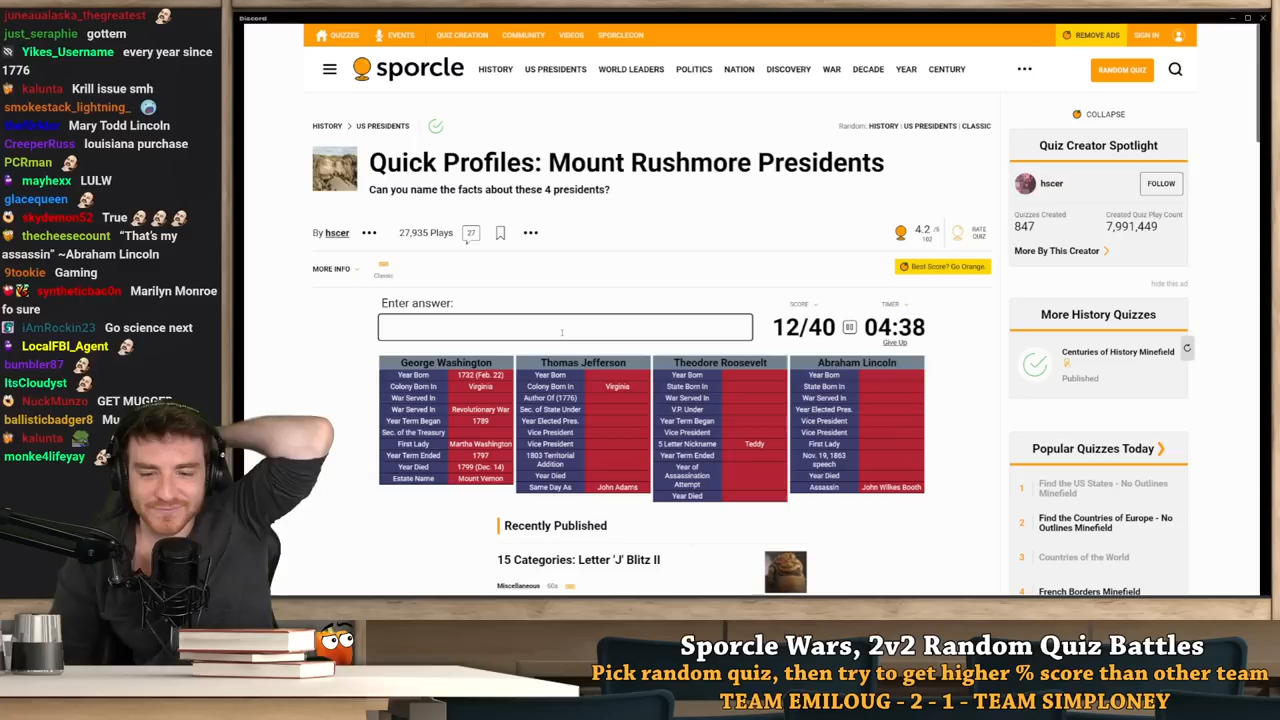 juneaualaska_thegreatest
just_seraphie gottem
Yikes_Username every year since
1776
kalunta Krill issue smh
smokestack_lightning_
Mary Todd Lincoln
CreeperRuss louisiana purchase
PCRman
mayhexx LULW
glacequeen
skydemon52 True
thecheesecount "That's my
assassin" ~Abraham Lincoln
9tookie Gaming
syntheticbac0n Marilyn Monroe
fo sure
iAmRockin23 Go science next
LocalFBI_Agent
bumbler87
ItsCloudyst
NuckMunzo GET MUGGED
ballisticbadger8 Mu
kalunta
monke4lifeyay
Discord
QUIZZES EVENTS QUIZ CREATION COMMUNITY VIDEOS SPORCLECON REMOVE ADS SIGN IN
sporcle HISTORY US PRESIDENTS WORLD LEADERS POLITICS NATION DISCOVERY WAR DECADE YEAR CENTURY ••• RANDOM QUIZ
HISTORY > US PRESIDENTS
Random: HISTORY | US PRESIDENTS | CLASSIC
Quick Profiles: Mount Rushmore Presidents
Can you name the facts about these 4 presidents?
By hscer ••• 27,935 Plays 27 •••
4.2 /5
102
RATE
QUIZ
MORE INFO
Classic
Best Score? Go Orange.
Enter answer:
SCORE
12/40
TIMER
04:38
Give Up
George Washington
Year Born 1732 (Feb. 22)
Colony Born In Virginia
War Served In
War Served In Revolutionary War
Year Term Began 1789
Sec. of the Treasury
First Lady Martha Washington
Year Term Ended 1797
Year Died 1799 (Dec. 14)
Estate Name Mount Vernon
Thomas Jefferson
Year Born
Colony Born In Virginia
Author Of (1776)
Sec. of State Under
Year Elected Pres.
Vice President
Vice President
1803 Territorial
Addition
Year Died
Same Day As John Adams
Theodore Roosevelt
Year Born
State Born In
War Served In
V.P. Under
Year Term Began
Vice President
5 Letter Nickname Teddy
Year Term Ended
Year of
Assassination
Attempt
Year Died
Abraham Lincoln
Year Born
State Born In
War Served In
Year Elected Pres.
Vice President
Vice President
First Lady
Nov. 19, 1863
speech
Year Died
Assassin John Wilkes Booth
Recently Published
15 Categories: Letter 'J' Blitz II
Miscellaneous 60s
COLLAPSE
Quiz Creator Spotlight
hscer FOLLOW
Quizzes Created
847
Created Quiz Play Count
7,991,449
More By This Creator
hide this ad
More History Quizzes
Centuries of History Minefield
Published
Popular Quizzes Today
1 Find the US States - No Outlines
Minefield
2 Find the Countries of Europe - No
Outlines Minefield
3 Countries of the World
4 French Borders Minefield
Sporcle Wars, 2v2 Random Quiz Battles
Pick random quiz, then try to get higher % score than other team
TEAM EMILOUG - 2 - 1 - TEAM SIMPLONEY